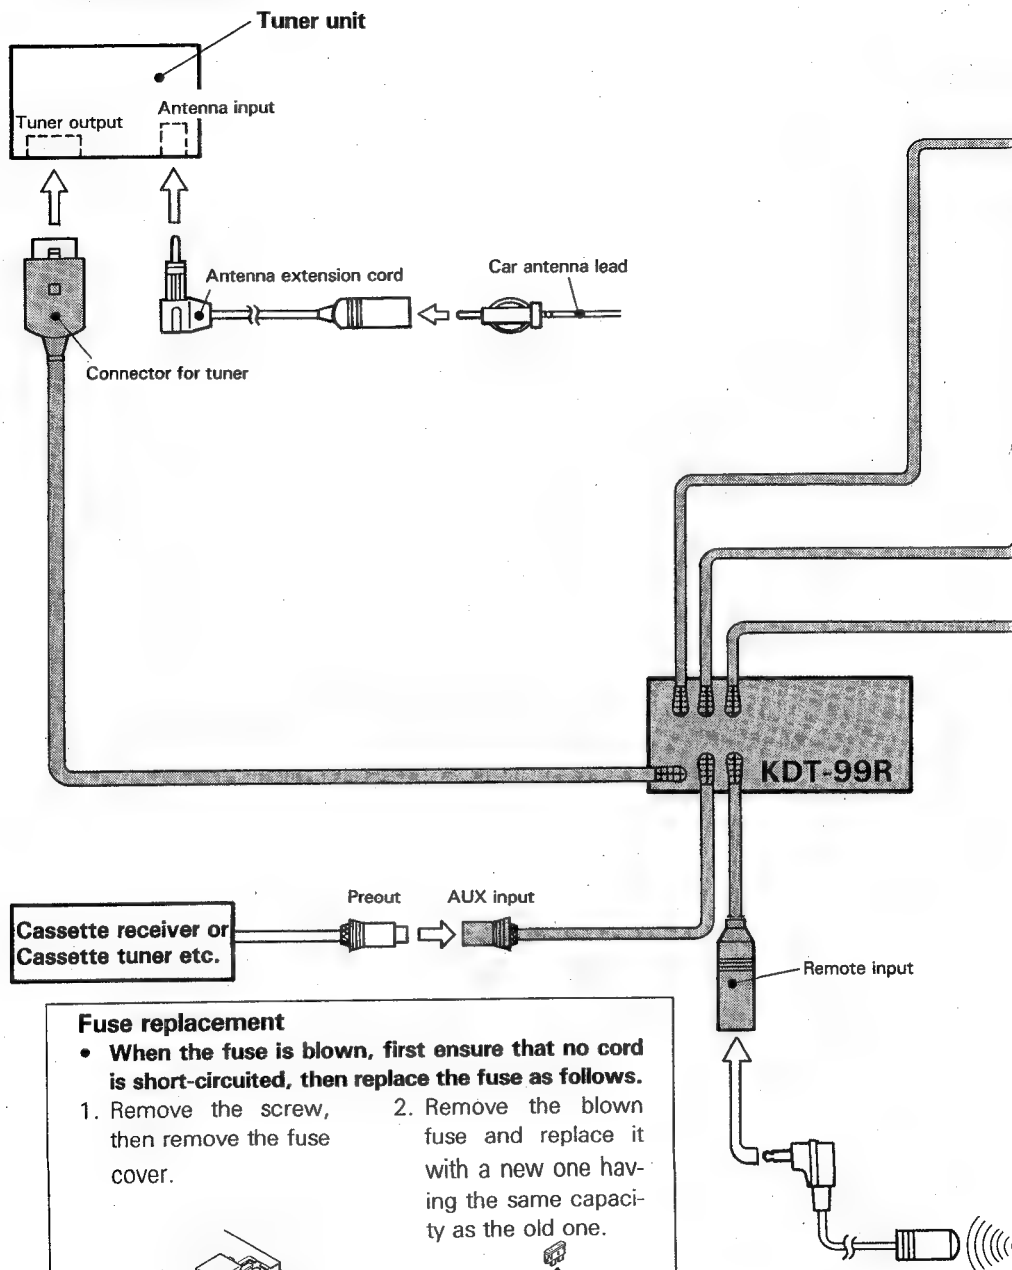 Tuner unit
Antenna input
Tuner output
Antenna extension cord
Car antenna lead
Connector for tuner
KDT-99R
Preout
AUX input
Cassette receiver or
Cassette tuner etc.
Remote input
Fuse replacement
• When the fuse is blown, first ensure that no cord
is short-circuited, then replace the fuse as follows.
1. Remove the screw,
then remove the fuse
cover.
2. Remove the blown
fuse and replace it
with a new one hav-
ing the same capaci-
ty as the old one.